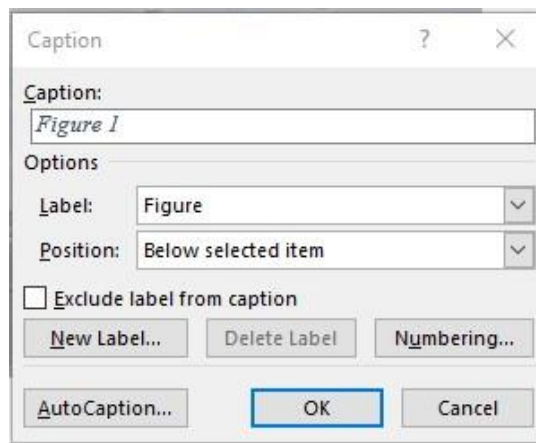 Caption ?
Caption:
Figure 1
Options
Label: Figure
Position: Below selected item
Exclude label from caption
New Label... Delete Label Numbering...
AutoCaption... OK Cancel